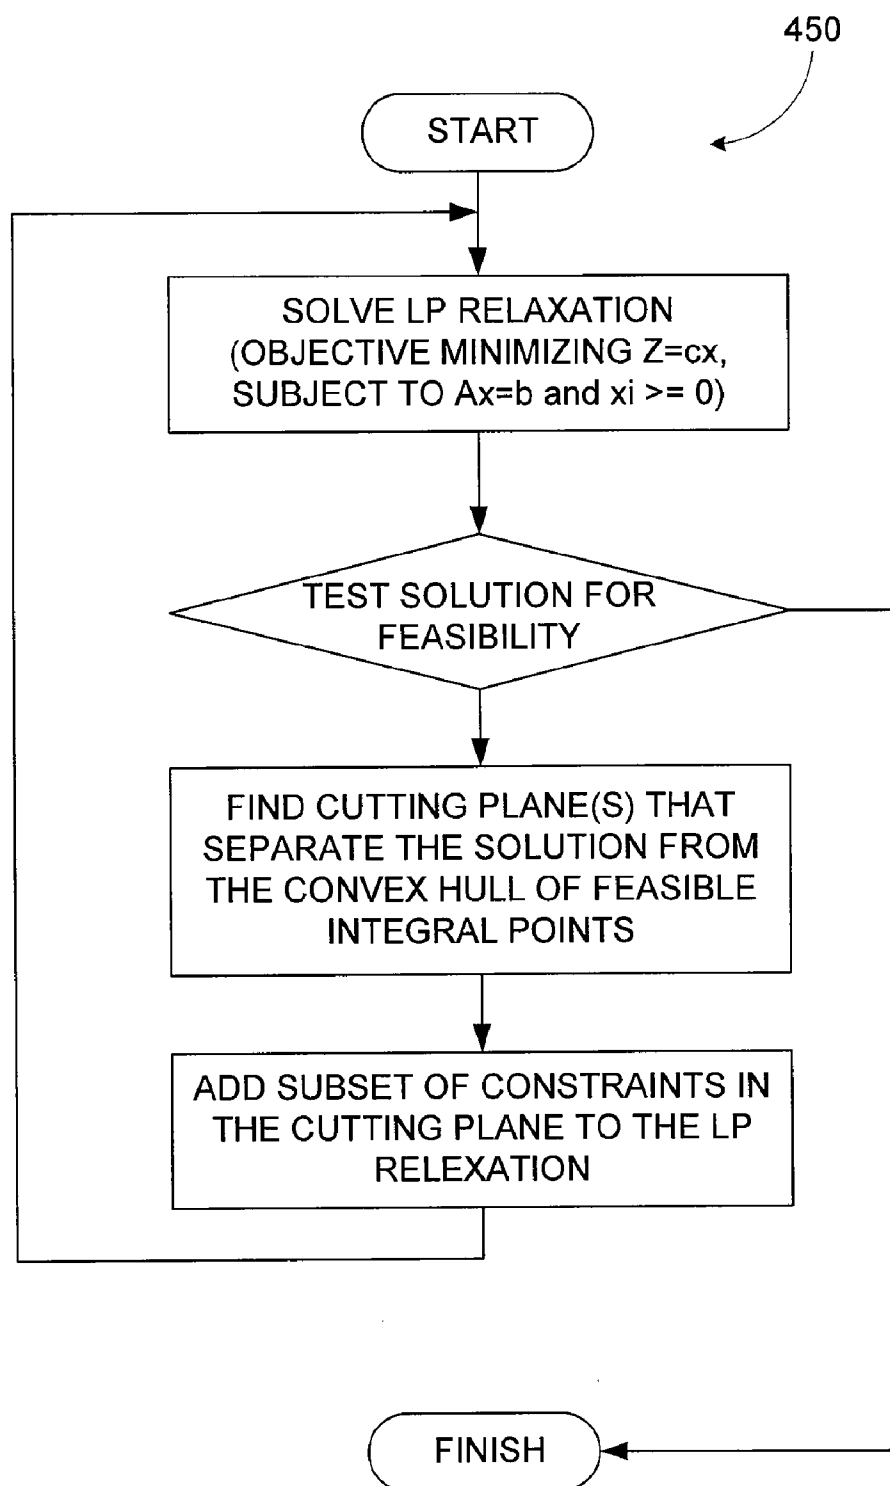 450
START
SOLVE LP RELAXATION
(OBJECTIVE MINIMIZING Z=cx,
SUBJECT TO Ax=b and xi >= 0)
TEST SOLUTION FOR
FEASIBILITY
FIND CUTTING PLANE(S) THAT
SEPARATE THE SOLUTION FROM
THE CONVEX HULL OF FEASIBLE
INTEGRAL POINTS
ADD SUBSET OF CONSTRAINTS IN
THE CUTTING PLANE TO THE LP
RELEXATION
FINISH